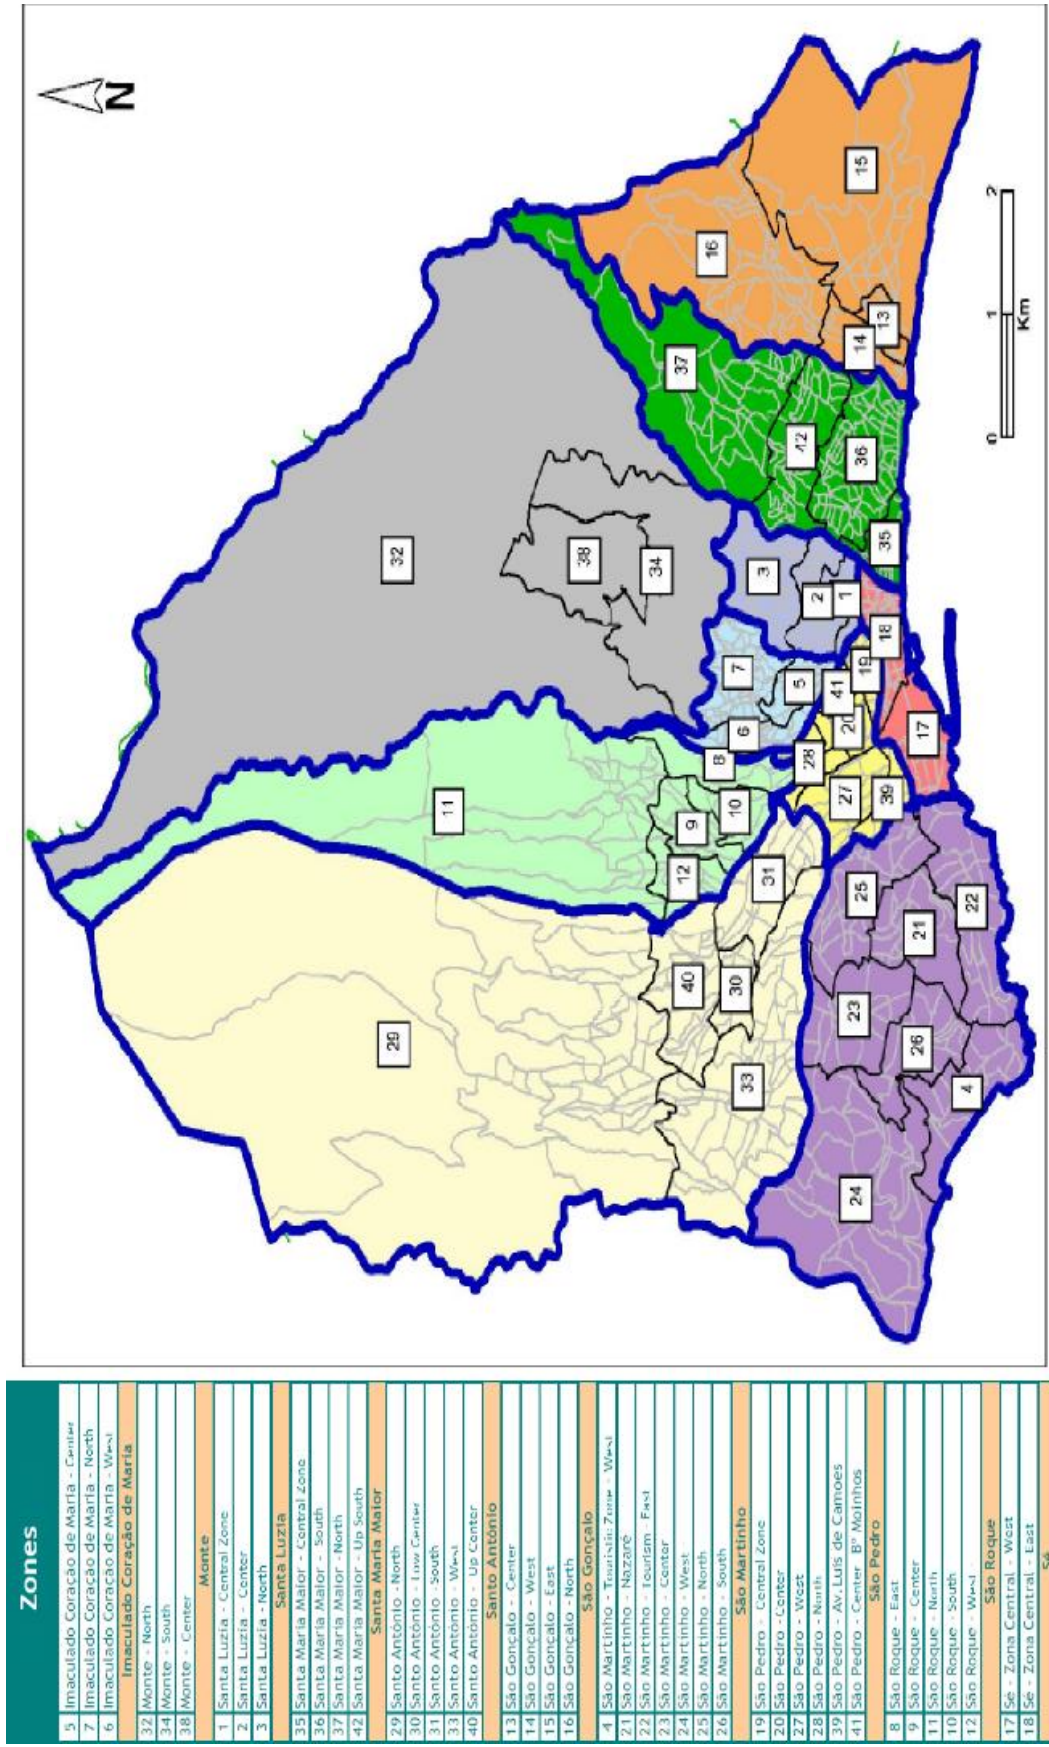 Zones
5 Imaculado Coração de Maria - Center
7 Imaculado Coração de Maria - North
6 Imaculado Coração de Maria - West
Imaculado Coração de Maria
32 Monte - North
34 Monte - South
38 Monte - Center
Monte
1 Santa Luzia - Central Zone
2 Santa Luzia - Center
3 Santa Luzia - North
Santa Luzia
35 Santa Maria Maior - Central Zone
36 Santa Maria Maior - South
37 Santa Maria Maior - North
42 Santa Maria Maior - Up South
Santa Maria Maior
29 Santo António - North
30 Santo António - Low Center
31 Santo António - South
33 Santo António - West
40 Santo António - Up Center
Santo António
13 São Gonçalo - Center
14 São Gonçalo - West
15 São Gonçalo - East
16 São Gonçalo - North
São Gonçalo
4 São Martinho - Touristic Zone - West
21 São Martinho - Nazaré
22 São Martinho - Tourism - East
23 São Martinho - Center
24 São Martinho - West
25 São Martinho - North
26 São Martinho - South
São Martinho
19 São Pedro - Central Zone
20 São Pedro - Center
27 São Pedro - West
28 São Pedro - North
39 São Pedro - Av. Luis de Camoes
41 São Pedro C Center Bº Moinhos
São Pedro
8 São Roque - East
9 São Roque - Center
11 São Roque - North
10 São Roque - South
12 São Roque - West
São Roque
17 Sé - Zona Central - West
18 Sé - Zona Central - East
Sé
N
32
11
29
37
16
15
38
34
3
7
42
36
14
13
2
1
35
5
6
8
41
19
18
28
20
17
9
10
12
27
39
31
40
30
33
25
21
22
23
26
4
24
0 1 2
Km